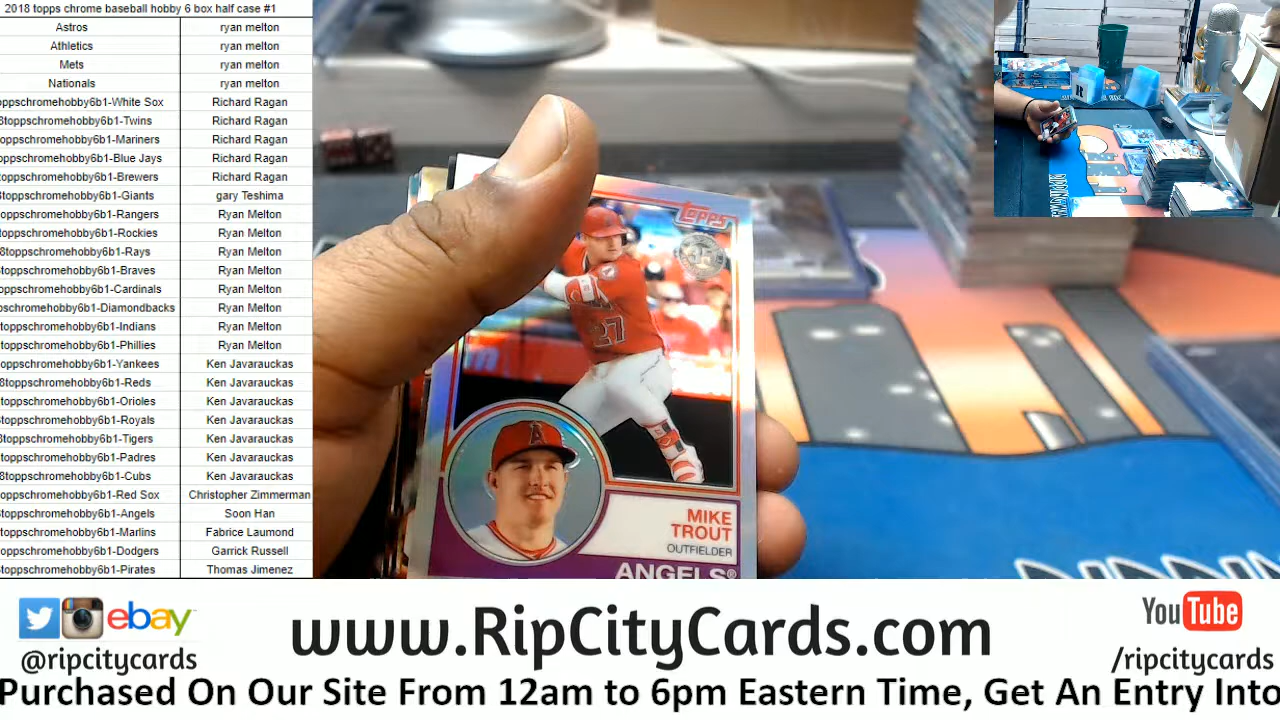 2018 topps chrome baseball hobby 6 box half case #1
Astros ryan melton
Athletics ryan melton
Mets ryan melton
Nationals ryan melton
oppschromehobby6b1-White Sox Richard Ragan
8toppschromehobby6b1-Twins Richard Ragan
toppschromehobby6b1-Mariners Richard Ragan
oppschromehobby6b1-Blue Jays Richard Ragan
toppschromehobby6b1-Brewers Richard Ragan
8toppschromehobby6b1-Giants gary Teshima
toppschromehobby6b1-Rangers Ryan Melton
toppschromehobby6b1-Rockies Ryan Melton
8toppschromehobby6b1-Rays Ryan Melton
toppschromehobby6b1-Braves Ryan Melton
toppschromehobby6b1-Cardinals Ryan Melton
pschromehobby6b1-Diamondbacks Ryan Melton
toppschromehobby6b1-Indians Ryan Melton
toppschromehobby6b1-Phillies Ryan Melton
toppschromehobby6b1-Yankees Ken Javarauckas
8toppschromehobby6b1-Reds Ken Javarauckas
toppschromehobby6b1-Orioles Ken Javarauckas
toppschromehobby6b1-Royals Ken Javarauckas
8toppschromehobby6b1-Tigers Ken Javarauckas
toppschromehobby6b1-Padres Ken Javarauckas
8toppschromehobby6b1-Cubs Ken Javarauckas
oppschromehobby6b1-Red Sox Christopher Zimmerman
toppschromehobby6b1-Angels Soon Han
toppschromehobby6b1-Marlins Fabrice Laumond
oppschromehobby6b1-Dodgers Garrick Russell
toppschromehobby6b1-Pirates Thomas Jimenez
topps
27
A
MIKE
TROUT
OUTFIELDER
ANGELS®
ebay
@ripcitycards
www.RipCityCards.com
YouTube
/ripcitycards
Purchased On Our Site From 12am to 6pm Eastern Time, Get An Entry Into